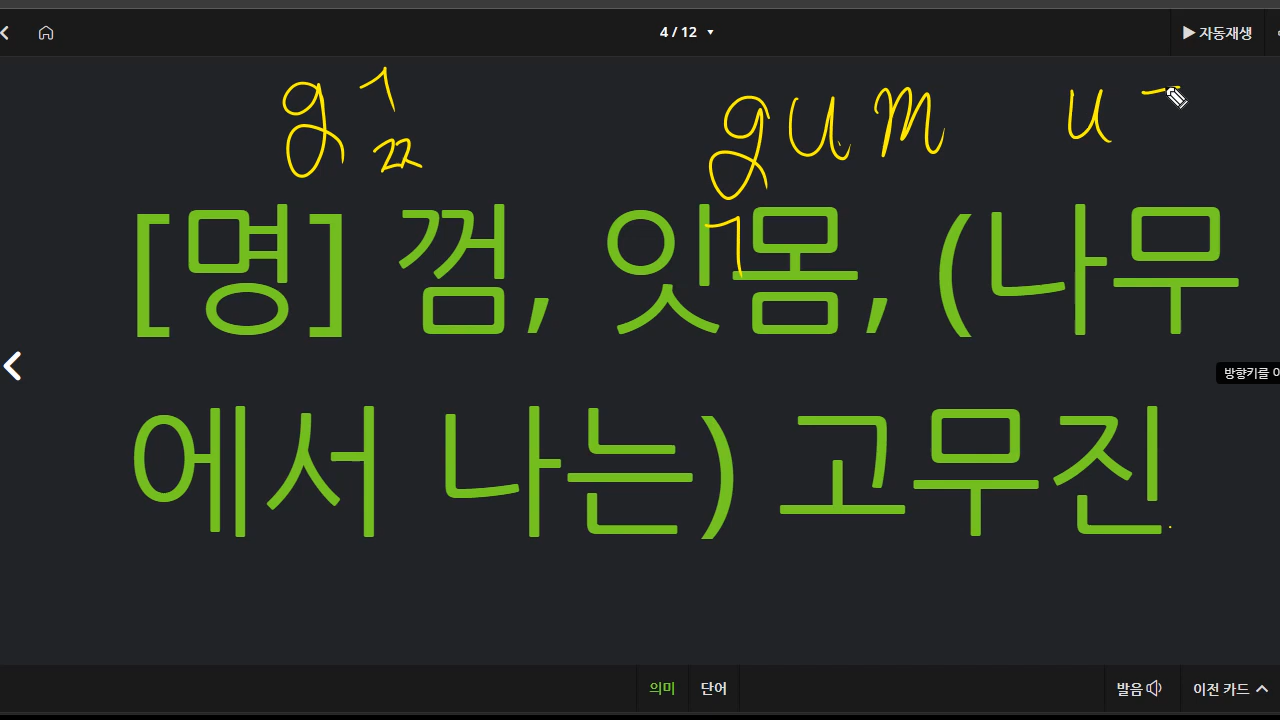 4 / 12 ▼
▶ 자동재생
g ㄱ ㄲ
gum u
[명] 껌, 잇몸, (나무
방향키를 이
에서 나는) 고무진
의미 단어
발음 이전 카드